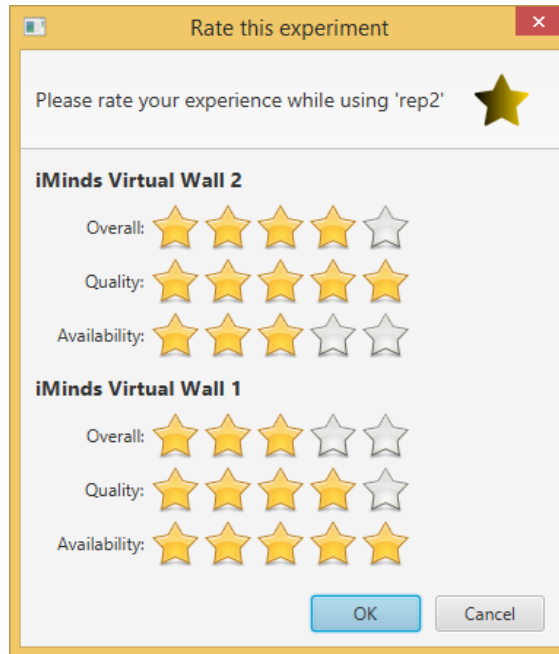 Rate this experiment
Please rate your experience while using 'rep2'
iMinds Virtual Wall 2
Overall:
Quality:
Availability:
iMinds Virtual Wall 1
Overall:
Quality:
Availability:
OK Cancel